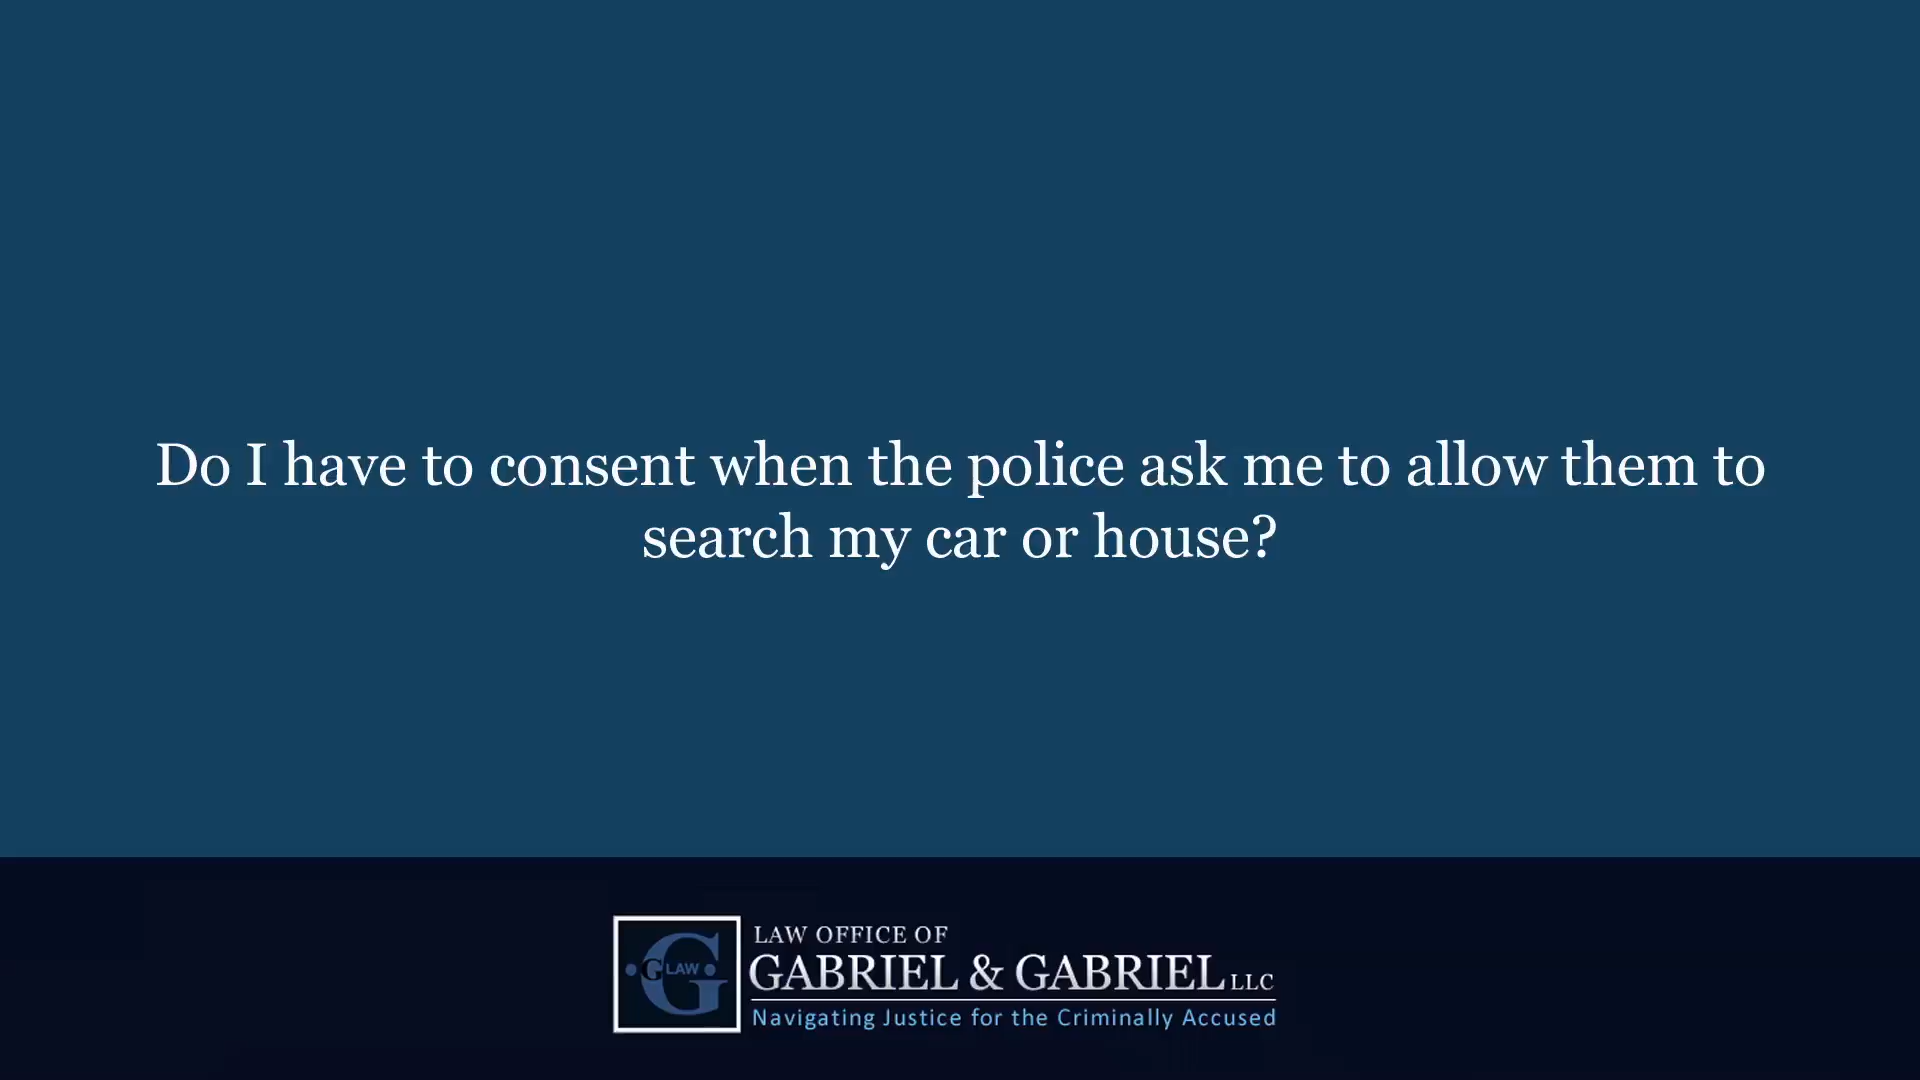 Do I have to consent when the police ask me to allow them to
search my car or house?
G LAW
LAW OFFICE OF
GABRIEL & GABRIEL LLC
Navigating Justice for the Criminally Accused